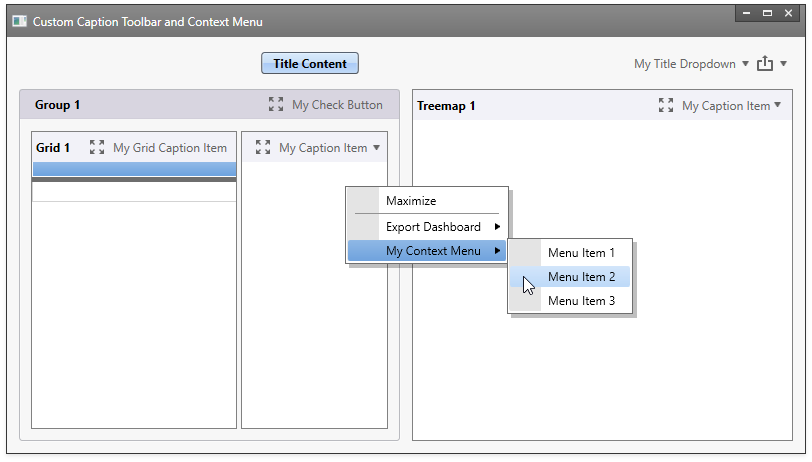 Custom Caption Toolbar and Context Menu
Title Content
My Title Dropdown
Group 1
My Check Button
Treemap 1
My Caption Item
Grid 1
My Grid Caption Item
My Caption Item
Maximize
Export Dashboard
My Context Menu
Menu Item 1
Menu Item 2
Menu Item 3